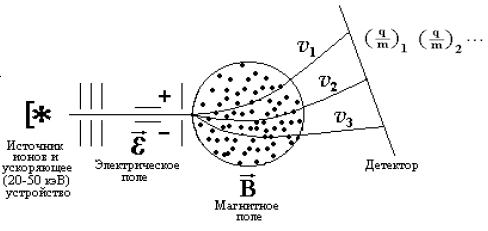 v₁ (q/m)₁ (q/m)₂ ...
v₂
+
[*
v₃
−
Источник
ионов и
ускоряющее
(20-50 кэВ)
устройство
ε⃗
Электрическое
поле
B⃗
Магнитное
поле
Детектор